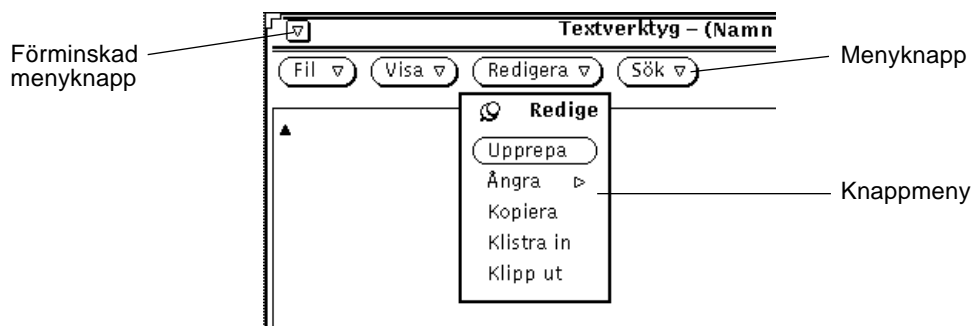 Textverktyg – (Namn
Förminskad
menyknapp
Menyknapp
Fil
Visa
Redigera
Sök
Redige
Upprepa
Ångra
Kopiera
Klistra in
Klipp ut
Knappmeny